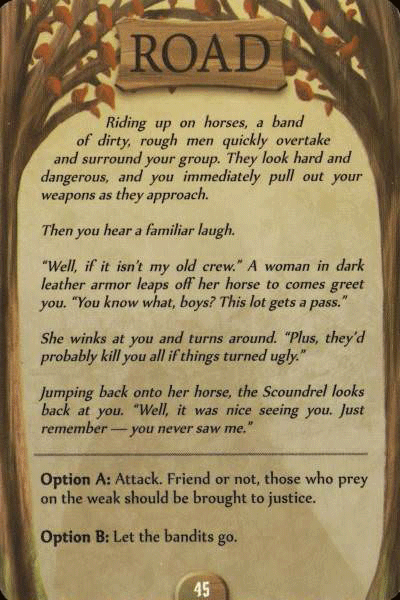 ROAD
Riding up on horses, a band
of dirty, rough men quickly overtake
and surround your group. They look hard and
dangerous, and you immediately pull out your
weapons as they approach.
Then you hear a familiar laugh.
“Well, if it isn’t my old crew.” A woman in dark
leather armor leaps off her horse to comes greet
you. “You know what, boys? This lot gets a pass.”
She winks at you and turns around. “Plus, they’d
probably kill you all if things turned ugly.”
Jumping back onto her horse, the Scoundrel looks
back at you. “Well, it was nice seeing you. Just
remember — you never saw me.”
Option A: Attack. Friend or not, those who prey
on the weak should be brought to justice.
Option B: Let the bandits go.
45